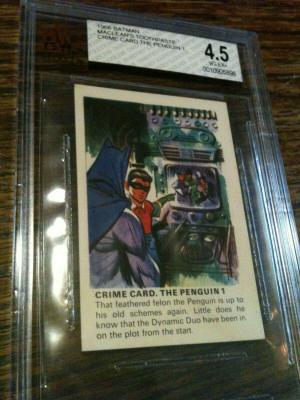 1966 BATMAN
MACLEAN'S TOOTHPASTE
CRIME CARD THE PENGUIN 1
4.5
VG-EX+
CRIME CARD. THE PENGUIN 1
That feathered felon the Penguin is up to
his old schemes again. Little does he
know that the Dynamic Duo have been in
on the plot from the start.